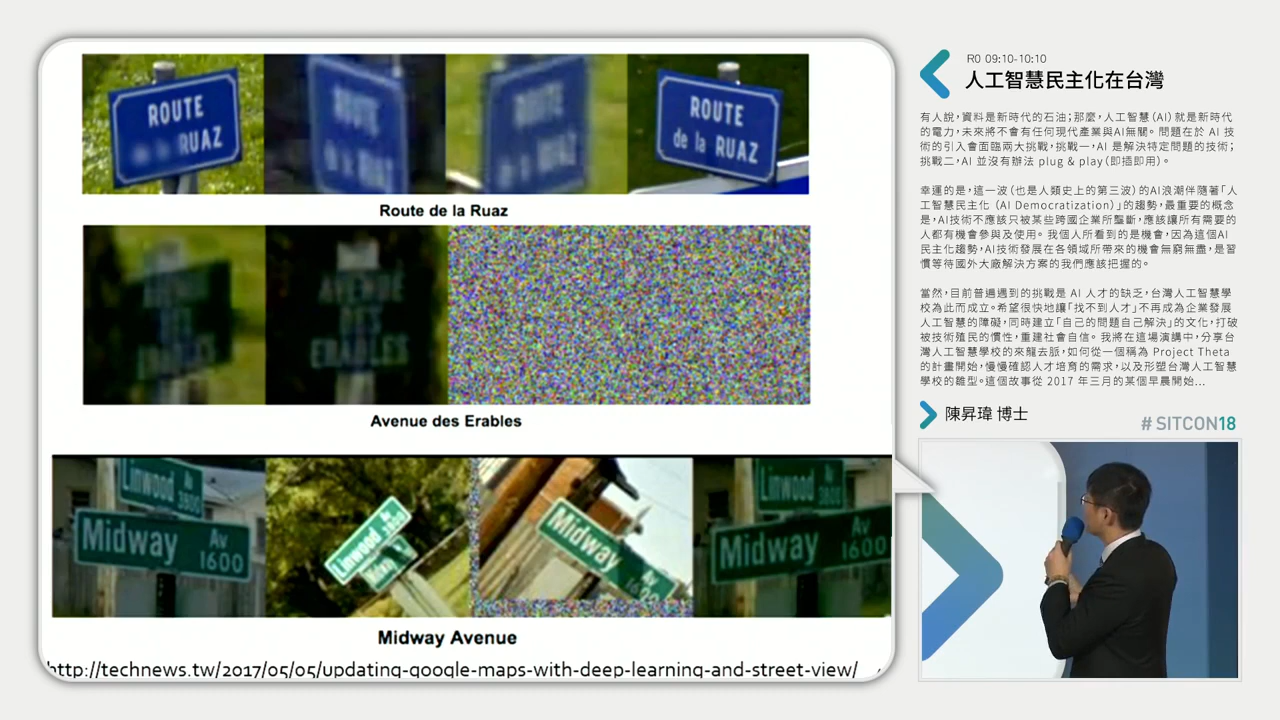 ROUTE
RUAZ
ROUTE
ROUTE
ROUTE
de la RUAZ
Route de la Ruaz
AVENUE
DES
ERABLES
Avenue des Erables
Linwood Av 3800
Midway Av 1600
Linwood
Midway
Midway Av
Linwood Av 3800
Midway Av 1600
Midway Avenue
http://technews.tw/2017/05/05/updating-google-maps-with-deep-learning-and-street-view/
R0 09:10-10:10
人工智慧民主化在台灣
有人說，資料是新時代的石油；那麼，人工智慧 (AI) 就是新時代
的電力，未來將不會有任何現代產業與AI無關。問題在於 AI 技
術的引入會面臨兩大挑戰，挑戰一，AI 是解決特定問題的技術；
挑戰二，AI 並沒有辦法 plug & play（即插即用）。
幸運的是，這一波（也是人類史上的第三波）的AI浪潮伴隨著「人
工智慧民主化（AI Democratization）」的趨勢，最重要的概念
是，AI技術不應該只被某些跨國企業所壟斷，應該讓所有需要的
人都有機會參與及使用。我個人所看到的是機會，因為這個AI
民主化趨勢，AI技術發展在各領域所帶來的機會無窮無盡，是習
慣等待國外大廠解決方案的我們應該把握的。
當然，目前普遍遇到的挑戰是 AI 人才的缺乏，台灣人工智慧學
校為此而成立。希望很快地讓「找不到人才」不再成為企業發展
人工智慧的障礙，同時建立「自己的問題自己解決」的文化，打破
被技術殖民的慣性，重建社會自信。我將在這場演講中，分享台
灣人工智慧學校的來龍去脈，如何從一個稱為 Project Theta
的計畫開始，慢慢確認人才培育的需求，以及形塑台灣人工智慧
學校的雛型。這個故事從 2017 年三月的某個早晨開始...
陳昇瑋 博士
# SITCON18